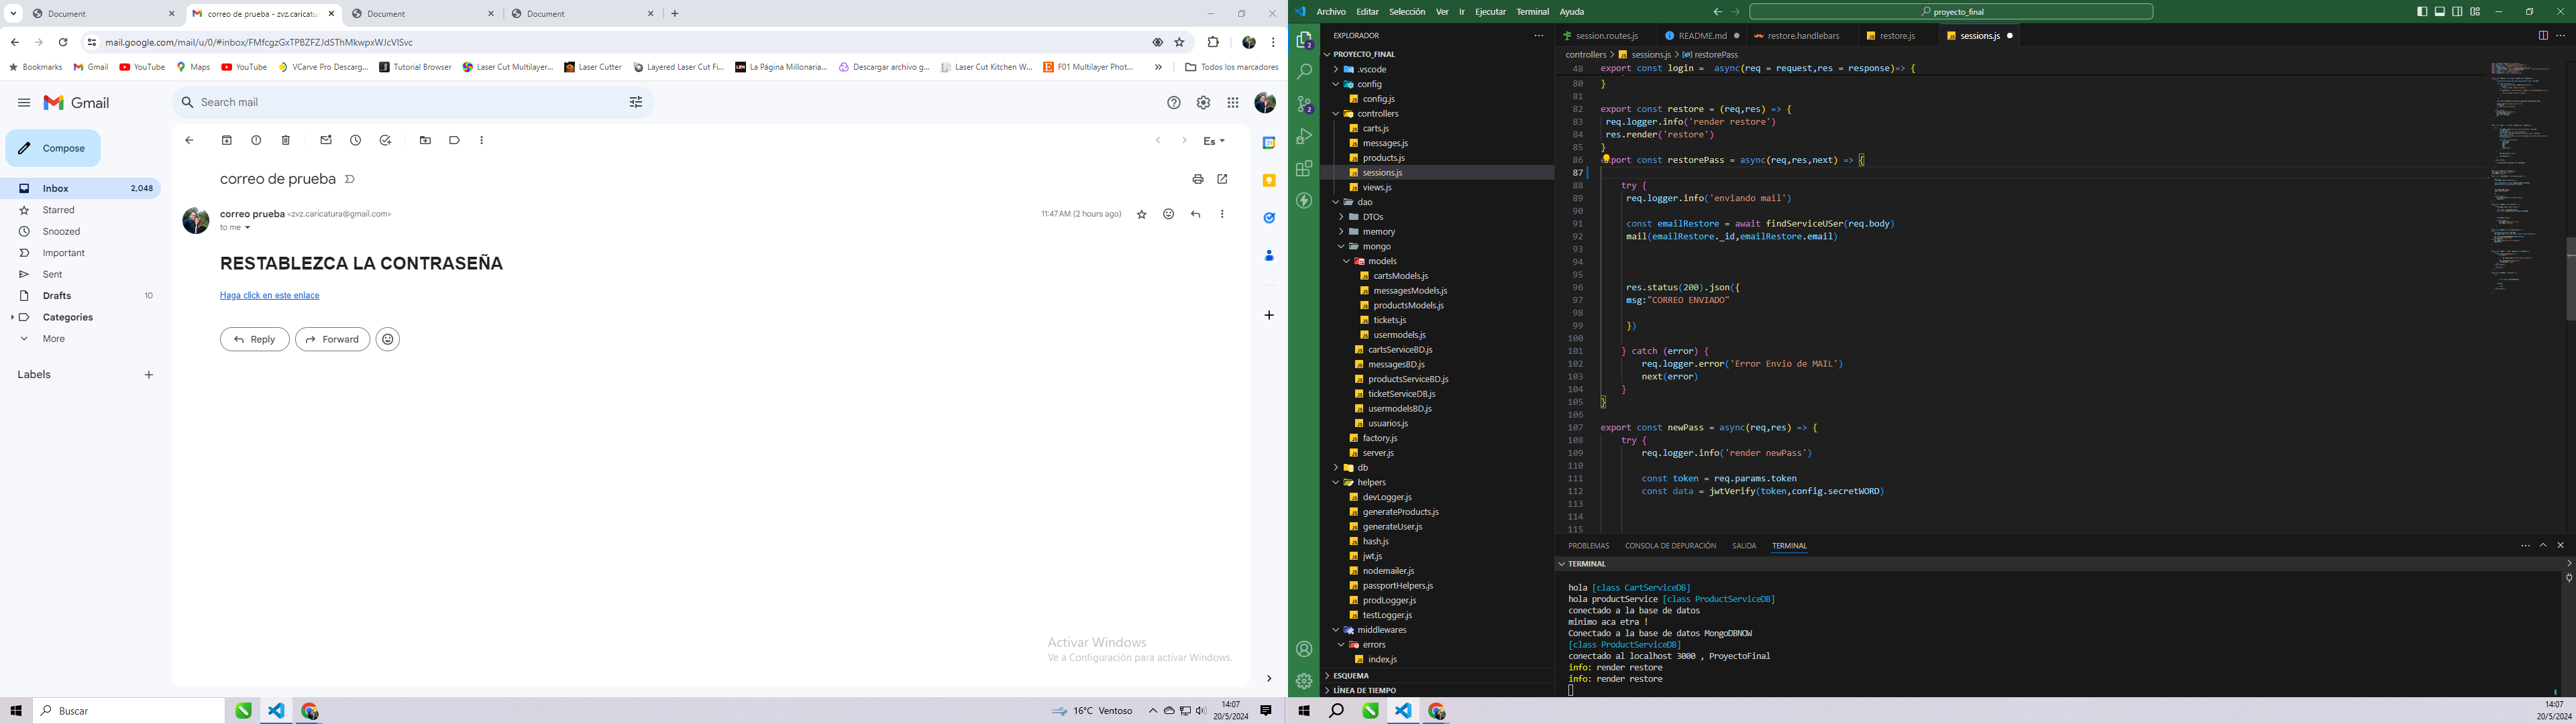 Document
correo de prueba - zvz.caricatu
Document
Document
mail.google.com/mail/u/0/#inbox/FMfcgzGxTPBZFZJdSThMkwpxWJcVlSvc
Bookmarks
Gmail
YouTube
Maps
YouTube
VCarve Pro Descarg...
Tutorial Browser
Laser Cut Multilayer...
Laser Cutter
Layered Laser Cut Fi...
La Página Millonaria...
Descargar archivo g...
Laser Cut Kitchen W...
F01 Multilayer Phot...
Todos los marcadores
Gmail
Search mail
Compose
Inbox 2,048
Starred
Snoozed
Important
Sent
Drafts 10
Categories
More
Labels
Es
correo de prueba
correo prueba <zvz.caricatura@gmail.com>
11:47 AM (2 hours ago)
to me
RESTABLEZCA LA CONTRASEÑA
Haga click en este enlace
Reply
Forward
Activar Windows
Ve a Configuración para activar Windows.
Buscar
16°C Ventoso
14:07
20/5/2024
Archivo Editar Selección Ver Ir Ejecutar Terminal Ayuda
proyecto_final
EXPLORADOR
PROYECTO_FINAL
.vscode
config
config.js
controllers
carts.js
messages.js
products.js
sessions.js
views.js
dao
DTOs
memory
mongo
models
cartsModels.js
messagesModels.js
productsModels.js
tickets.js
usermodels.js
cartsServiceBD.js
messagesBD.js
productsServiceBD.js
ticketServiceDB.js
usermodelsBD.js
usuarios.js
factory.js
server.js
db
helpers
devLogger.js
generateProducts.js
generateUser.js
hash.js
jwt.js
nodemailer.js
passportHelpers.js
prodLogger.js
testLogger.js
middlewares
errors
index.js
ESQUEMA
LÍNEA DE TIEMPO
session.routes.js
README.md
restore.handlebars
restore.js
sessions.js
controllers > sessions.js > restorePass
48 export const login =  async(req = request,res = response)=> {
80 }
81
82 export const restore = (req,res) => {
83 req.logger.info('render restore')
84 res.render('restore')
85 }
86 export const restorePass = async(req,res,next) => {
87
88 try {
89 req.logger.info('enviando mail')
90
91 const emailRestore = await findServiceUSer(req.body)
92 mail(emailRestore._id,emailRestore.email)
93
94
95
96 res.status(200).json({
97 msg:"CORREO ENVIADO"
98
99 })
100
101 } catch (error) {
102 req.logger.error('Error Envio de MAIL')
103 next(error)
104 }
105 }
106
107 export const newPass = async(req,res) => {
108 try {
109 req.logger.info('render newPass')
110
111 const token = req.params.token
112 const data = jwtVerify(token,config.secretWORD)
113
114
115
PROBLEMAS CONSOLA DE DEPURACIÓN SALIDA TERMINAL
TERMINAL
hola [class CartServiceDB]
hola productService [class ProductServiceDB]
conectado a la base de datos
minimo aca etra !
Conectado a la base de datos MongoDBNOW
[class ProductServiceDB]
conectado al localhost 3000 , ProyectoFinal
info: render restore
info: render restore
14:07
20/5/2024